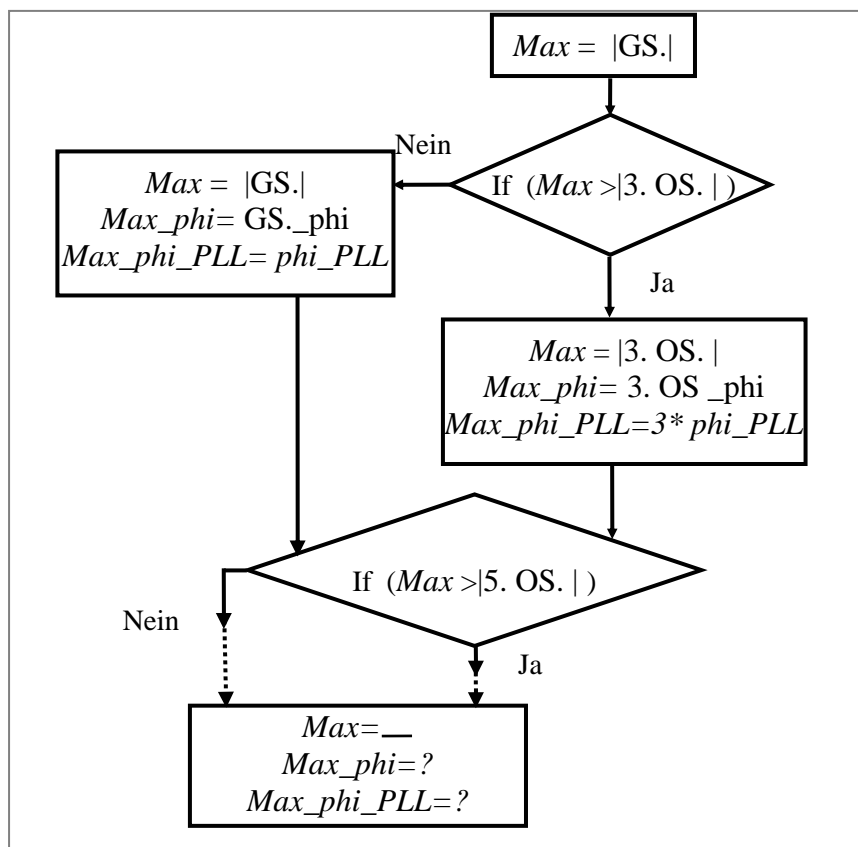 Max = |GS.|
Nein
If (Max >|3. OS. | )
Max = |GS.|
Max_phi= GS._phi
Max_phi_PLL= phi_PLL
Ja
Max = |3. OS. |
Max_phi= 3. OS _phi
Max_phi_PLL=3* phi_PLL
If (Max >|5. OS. | )
Nein
Ja
Max=__
Max_phi=?
Max_phi_PLL=?